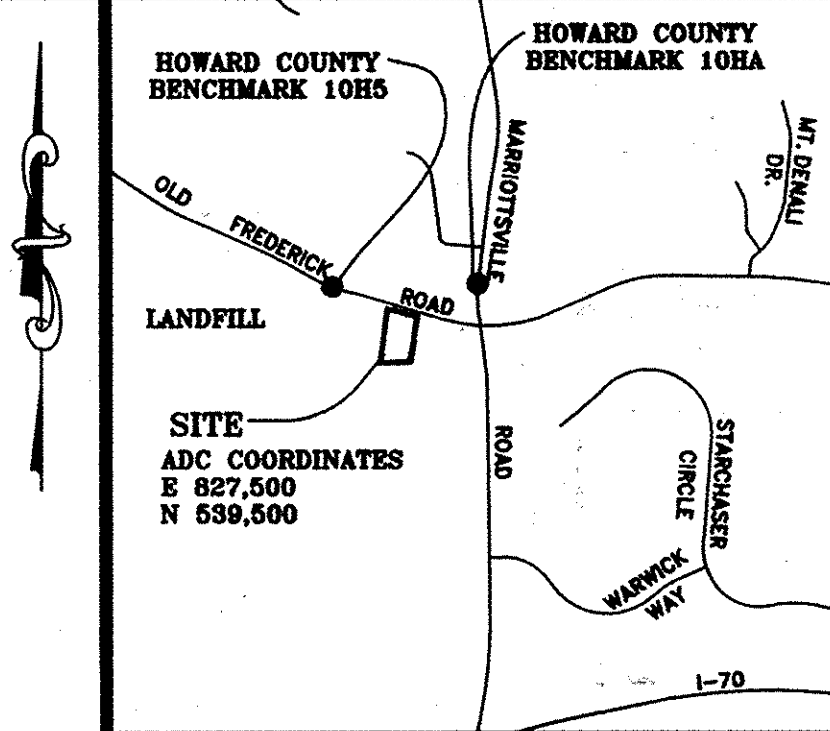 HOWARD COUNTY
BENCHMARK 10H5
HOWARD COUNTY
BENCHMARK 10HA
MARRIOTTSVILLE
ROAD
MT. DENALI
DR.
OLD FREDERICK ROAD
LANDFILL
SITE
ADC COORDINATES
E 827,500
N 539,500
STARCHASER
CIRCLE
WARWICK
WAY
I-70